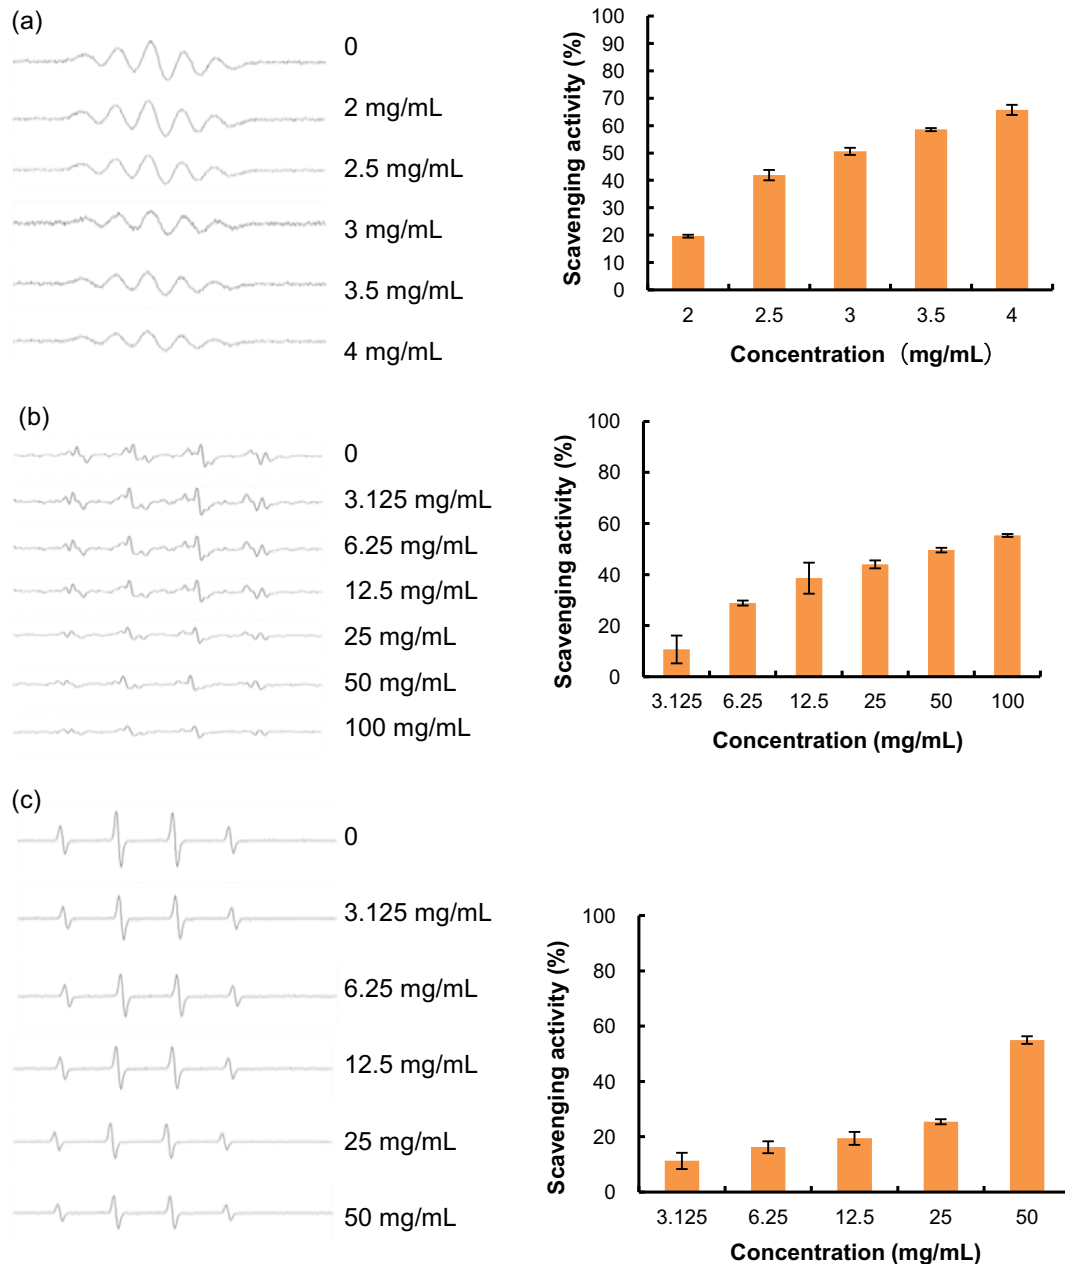 (a)
0
2 mg/mL
2.5 mg/mL
3 mg/mL
3.5 mg/mL
4 mg/mL
Scavenging activity (%)
100
90
80
70
60
50
40
30
20
10
0
2 2.5 3 3.5 4
Concentration (mg/mL)
(b)
0
3.125 mg/mL
6.25 mg/mL
12.5 mg/mL
25 mg/mL
50 mg/mL
100 mg/mL
Scavenging activity (%)
100
80
60
40
20
0
3.125 6.25 12.5 25 50 100
Concentration (mg/mL)
(c)
0
3.125 mg/mL
6.25 mg/mL
12.5 mg/mL
25 mg/mL
50 mg/mL
Scavenging activity (%)
100
80
60
40
20
0
3.125 6.25 12.5 25 50
Concentration (mg/mL)